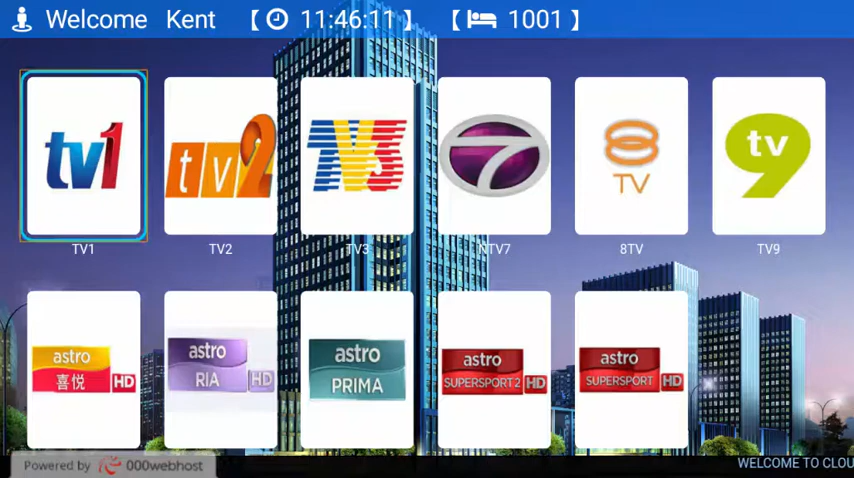 Welcome Kent 【 11:46:11 】 【 1001 】
tv1
tv2
TV3
7
8
TV
tv
9
TV1 TV2 TV3 NTV7 8TV TV9
astro
喜悦 HD
astro
RIA HD
astro
PRIMA
astro
SUPERSPORT2 HD
astro
SUPERSPORT HD
Powered by 000webhost
WELCOME TO CLOU